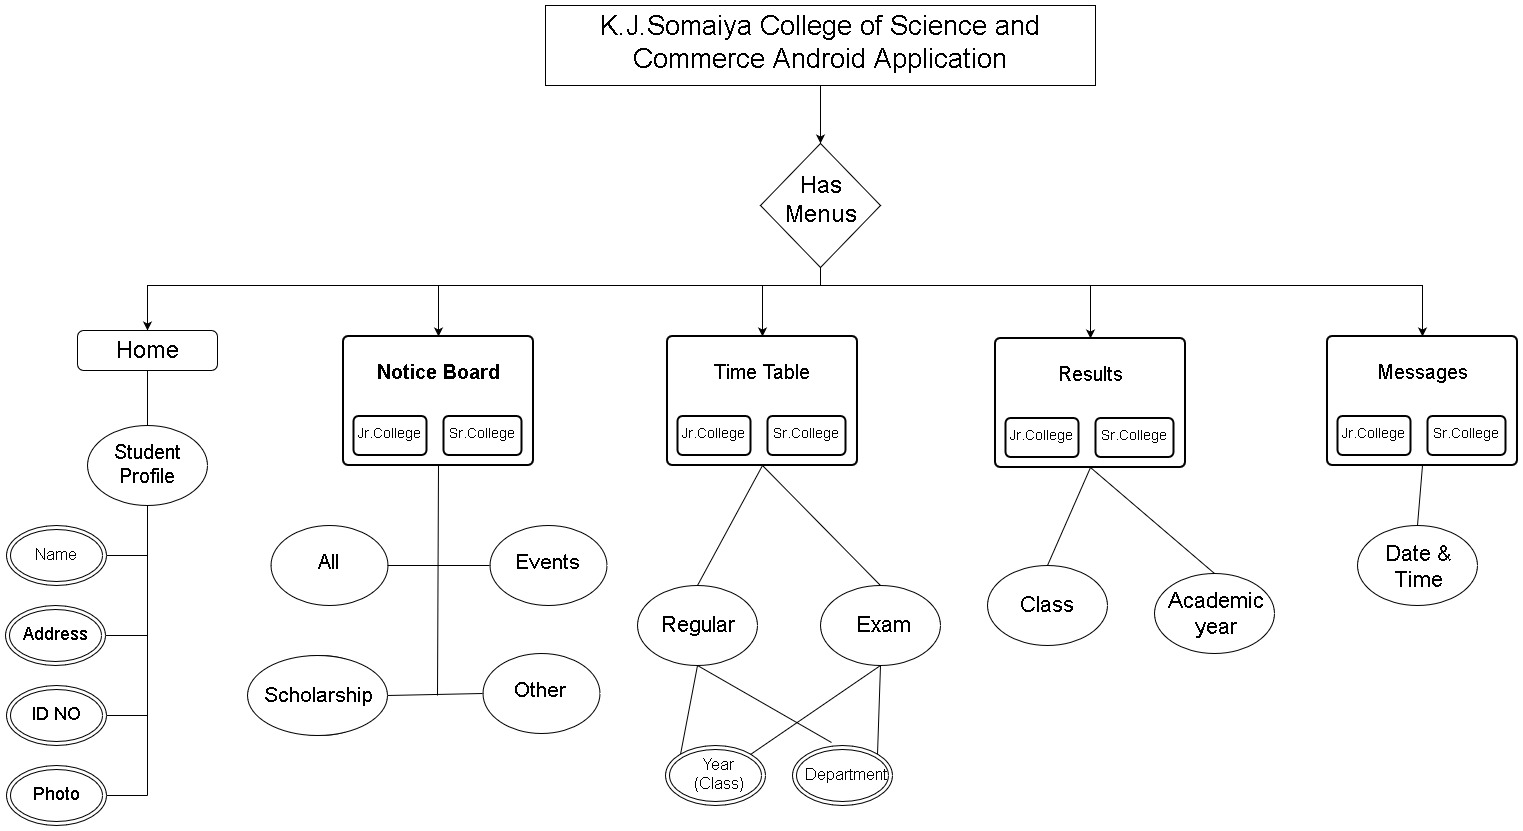 K.J.Somaiya College of Science and
Commerce Android Application
Has
Menus
Home
Notice Board
Jr.College
Sr.College
Time Table
Jr.College
Sr.College
Results
Jr.College
Sr.College
Messages
Jr.College
Sr.College
Student
Profile
Name
Address
ID NO
Photo
All
Events
Scholarship
Other
Regular
Exam
Year
(Class)
Department
Class
Academic
year
Date &
Time